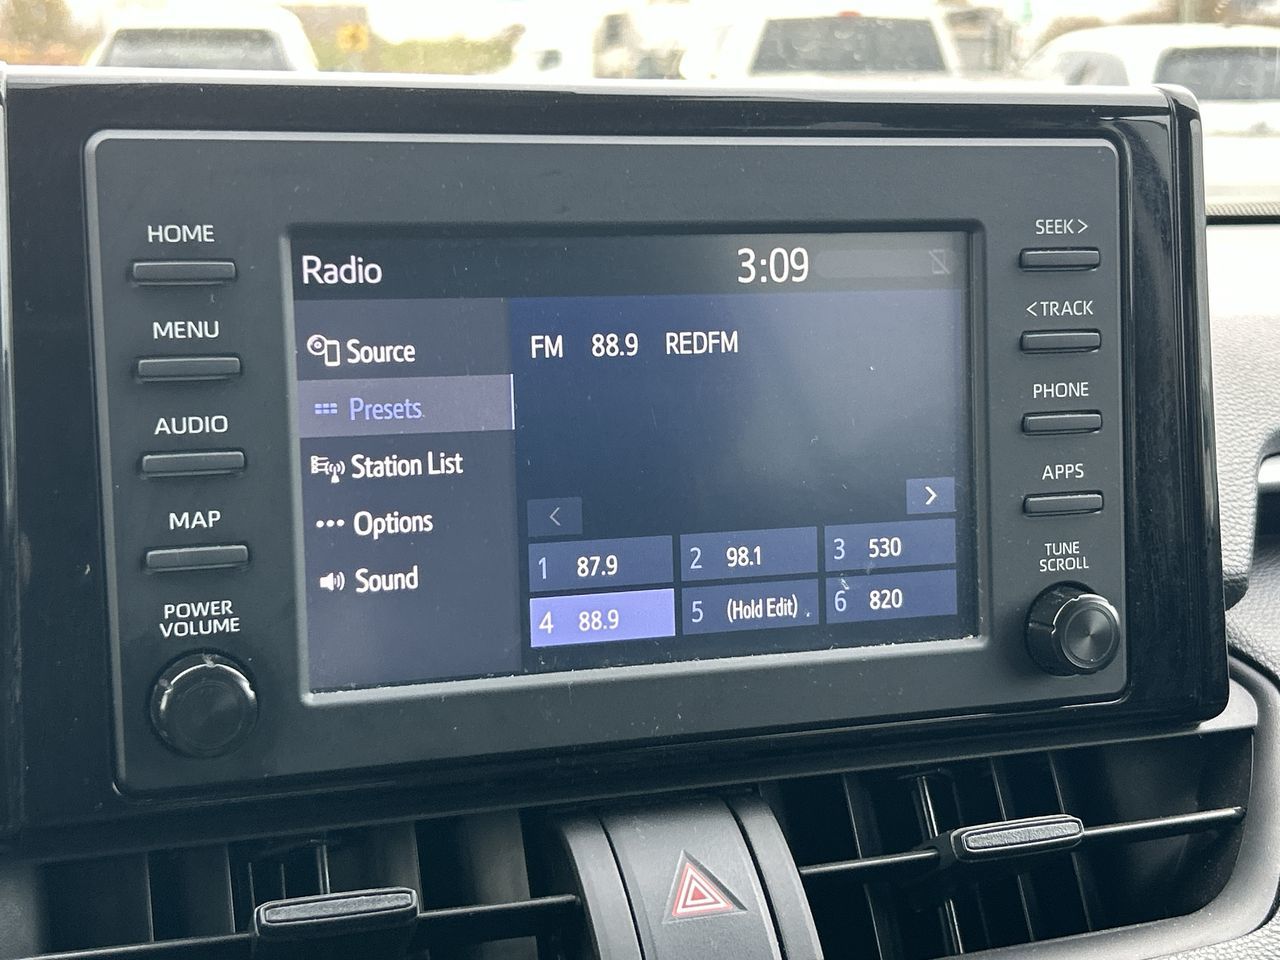 HOME
MENU
AUDIO
MAP
POWER
VOLUME
Radio
3:09
Source
Presets
Station List
Options
Sound
FM 88.9 REDFM
<
>
1 87.9
2 98.1
3 530
4 88.9
5 (Hold Edit)
6 820
SEEK >
< TRACK
PHONE
APPS
TUNE
SCROLL